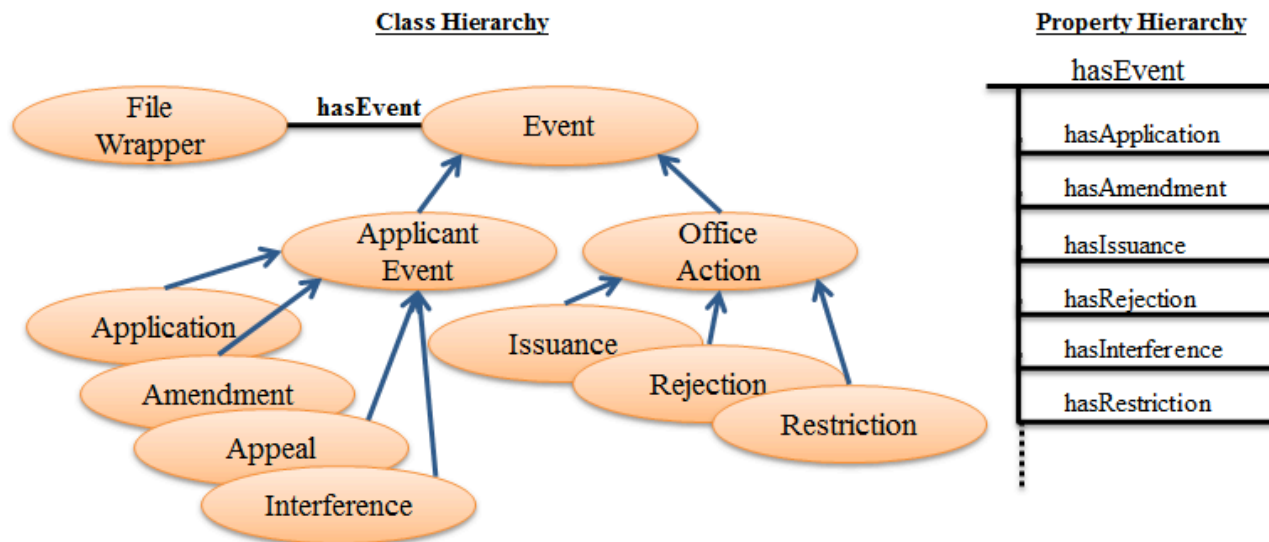 Class Hierarchy
Property Hierarchy
hasEvent
File
Wrapper
hasEvent
Event
hasApplication
hasAmendment
Applicant
Event
Office
Action
hasIssuance
hasRejection
Application
Issuance
hasInterference
Amendment
Rejection
hasRestriction
Appeal
Restriction
Interference